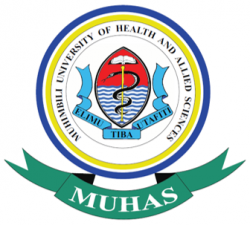 MUHIMBILI UNIVERSITY OF HEALTH AND ALLIED SCIENCES
ELIMU TIBA UTAFITI
MUHAS